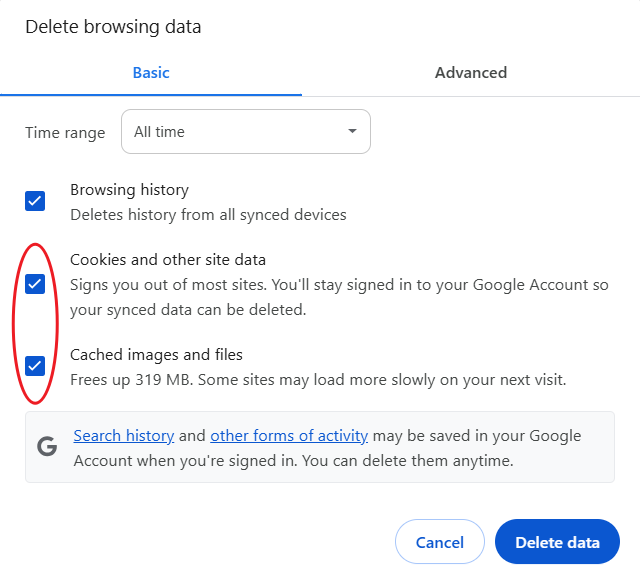 Delete browsing data
Basic
Advanced
Time range
All time
Browsing history
Deletes history from all synced devices
Cookies and other site data
Signs you out of most sites. You'll stay signed in to your Google Account so
your synced data can be deleted.
Cached images and files
Frees up 319 MB. Some sites may load more slowly on your next visit.
G
Search history and other forms of activity may be saved in your Google
Account when you're signed in. You can delete them anytime.
Cancel
Delete data